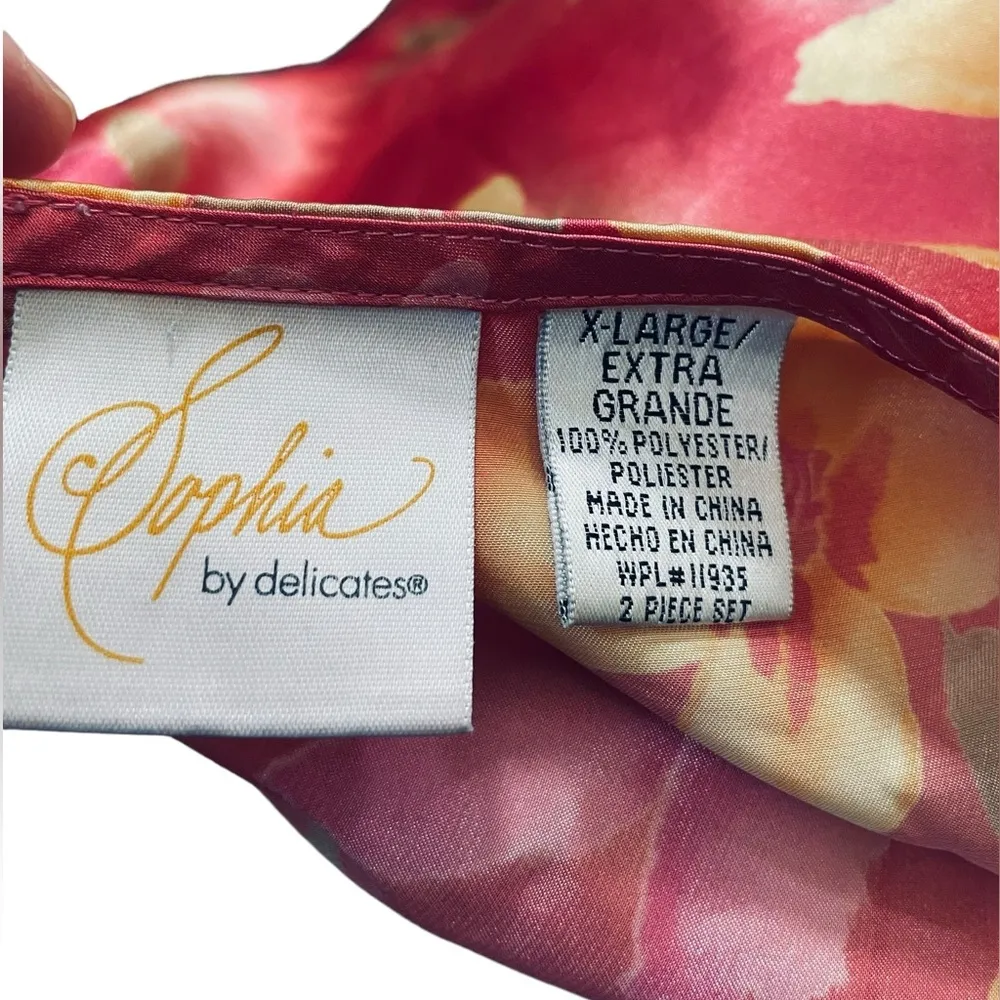 Sophia
by delicates®
X-LARGE/
EXTRA
GRANDE
100% POLYESTER/
POLIESTER
MADE IN CHINA
HECHO EN CHINA
WPL#11935
2 PIECE SET